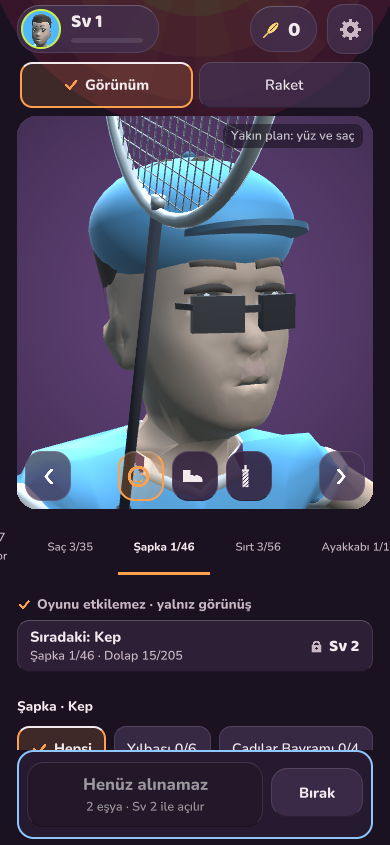 Sv 1
0
Görünüm
Raket
Yakın plan: yüz ve saç
7
or
Saç 3/35
Şapka 1/46
Sırt 3/56
Ayakkabı 1/1
Oyunu etkilemez · yalnız görünüş
Sıradaki: Kep
Şapka 1/46 · Dolap 15/205
Sv 2
Şapka · Kep
Hepsi
Yılbaşı 0/6
Cadılar Bayramı 0/4
Henüz alınamaz
2 eşya · Sv 2 ile açılır
Bırak